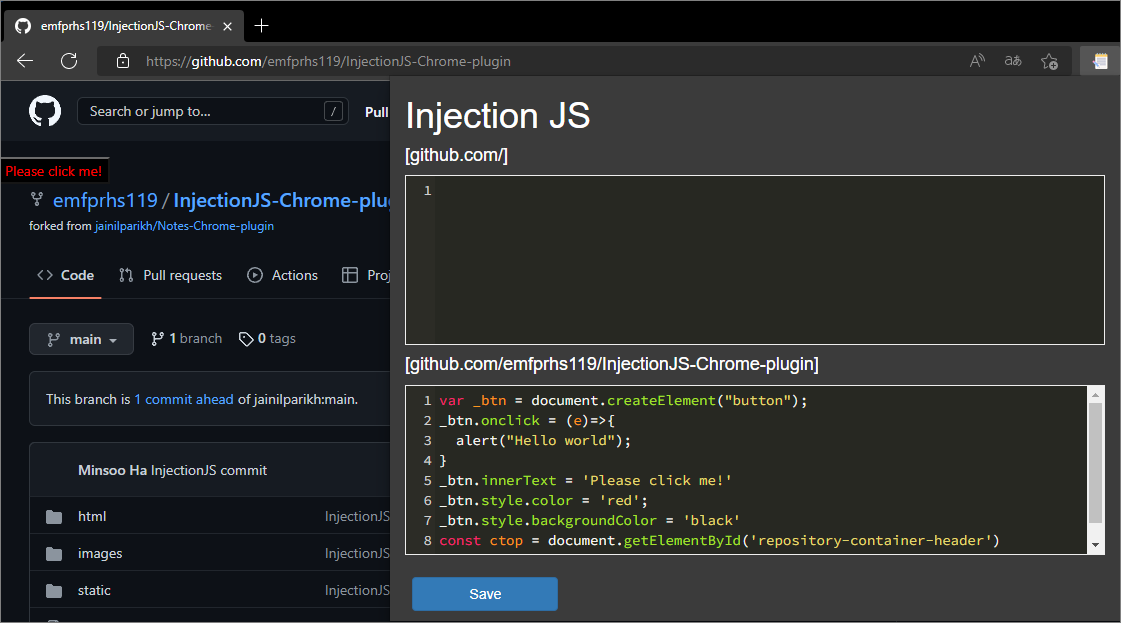 emfprhs119/InjectionJS-Chrome-
https://github.com/emfprhs119/InjectionJS-Chrome-plugin
Search or jump to...
/
Pull
Please click me!
emfprhs119 / InjectionJS-Chrome-plu
forked from jainilparikh/Notes-Chrome-plugin
Code
Pull requests
Actions
Proj
main
1 branch
0 tags
This branch is 1 commit ahead of jainilparikh:main.
Minsoo Ha InjectionJS commit
html InjectionJS
images InjectionJS
static InjectionJS
Injection JS
[github.com/]
1
[github.com/emfprhs119/InjectionJS-Chrome-plugin]
1 var _btn = document.createElement("button");
2 _btn.onclick = (e)=>{
3 alert("Hello world");
4 }
5 _btn.innerText = 'Please click me!'
6 _btn.style.color = 'red';
7 _btn.style.backgroundColor = 'black'
8 const ctop = document.getElementById('repository-container-header')
Save